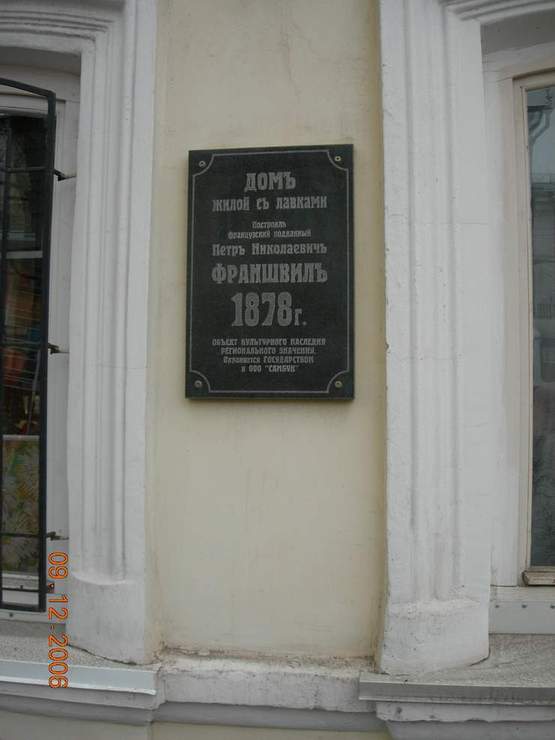 ДОМЪ
ЖИЛОЙ СЪ ЛАВКАМИ
Построилъ
французский подданный
Петръ Николаевичъ
ФРАНШВИЛЪ
1878г.
ОБЪЕКТ КУЛЬТУРНОГО НАСЛЕДИЯ
РЕГИОНАЛЬНОГО ЗНАЧЕНИЯ.
Охраняется ГОСУДАРСТВОМ
и ООО "САМБУК"
09 12 2006